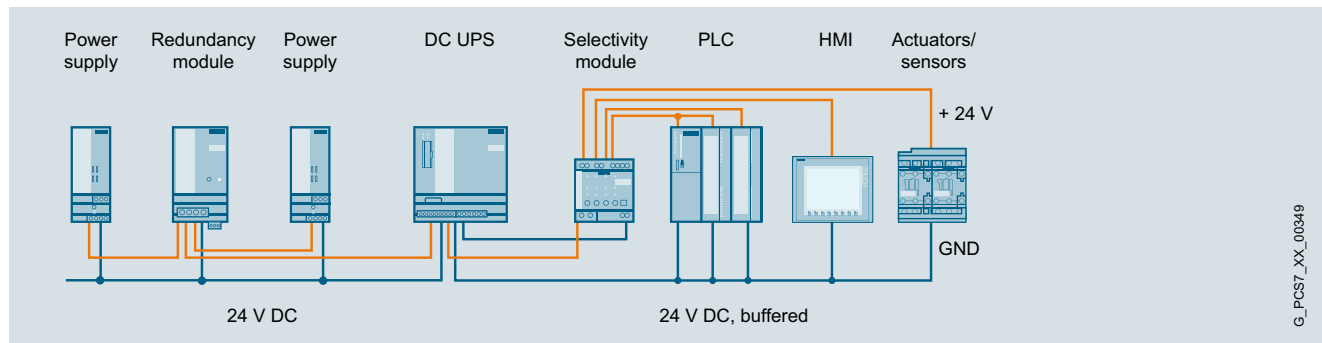 Power
supply
Redundancy
module
Power
supply
DC UPS
Selectivity
module
PLC
HMI
Actuators/
sensors
+ 24 V
GND
24 V DC
24 V DC, buffered
G_PCS7_XX_00349